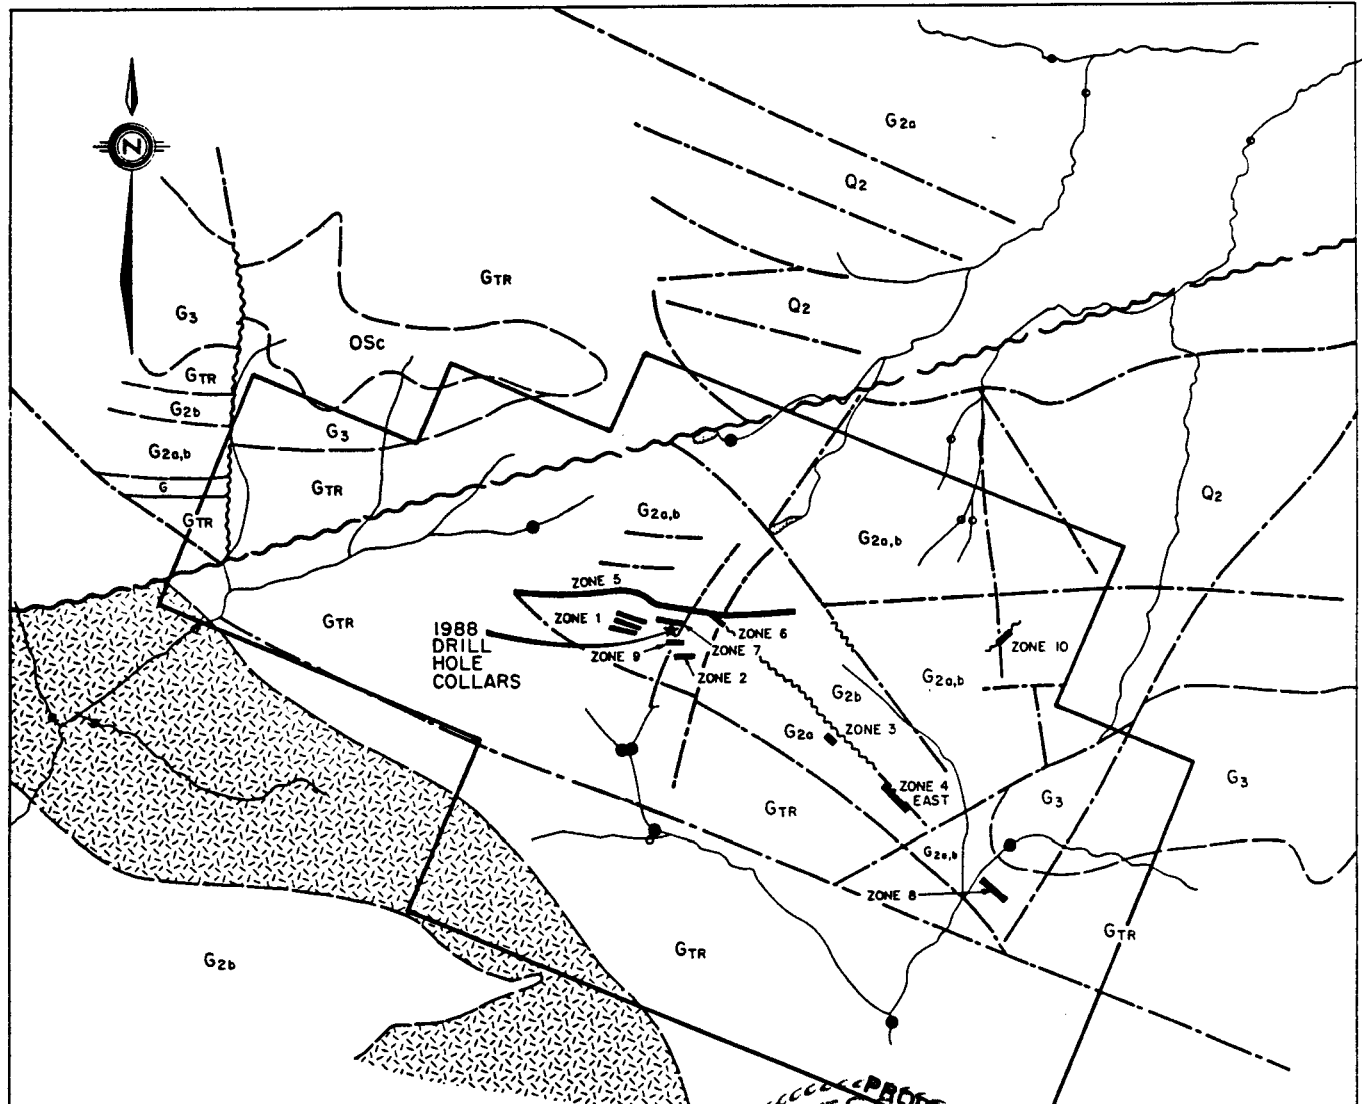 G2a
N
Q2
GTR
G3
Q2
OSc
GTR
G2b
G3
G2a,b
G
GTR
Q2
GTR
G2a,b
G2a,b
ZONE 5
ZONE 1
GTR
1988
DRILL
HOLE
COLLARS
ZONE 6
ZONE 7
ZONE 10
ZONE 9
ZONE 2
G2a,b
G2b
G2a
ZONE 3
G3
ZONE 4
EAST
G3
GTR
G2a,b
ZONE 8
GTR
GTR
G2b